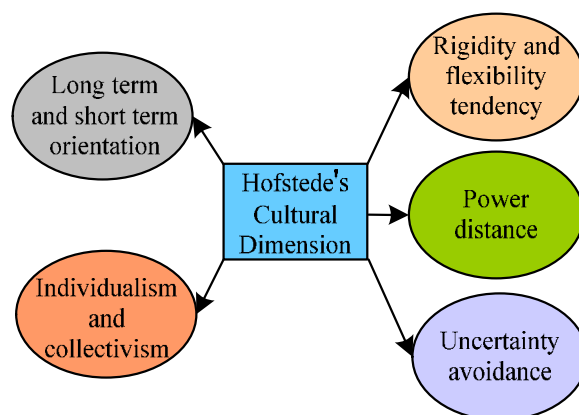 Long term
and short term
orientation
Individualism
and
collectivism
Hofstede's
Cultural
Dimension
Rigidity and
flexibility
tendency
Power
distance
Uncertainty
avoidance